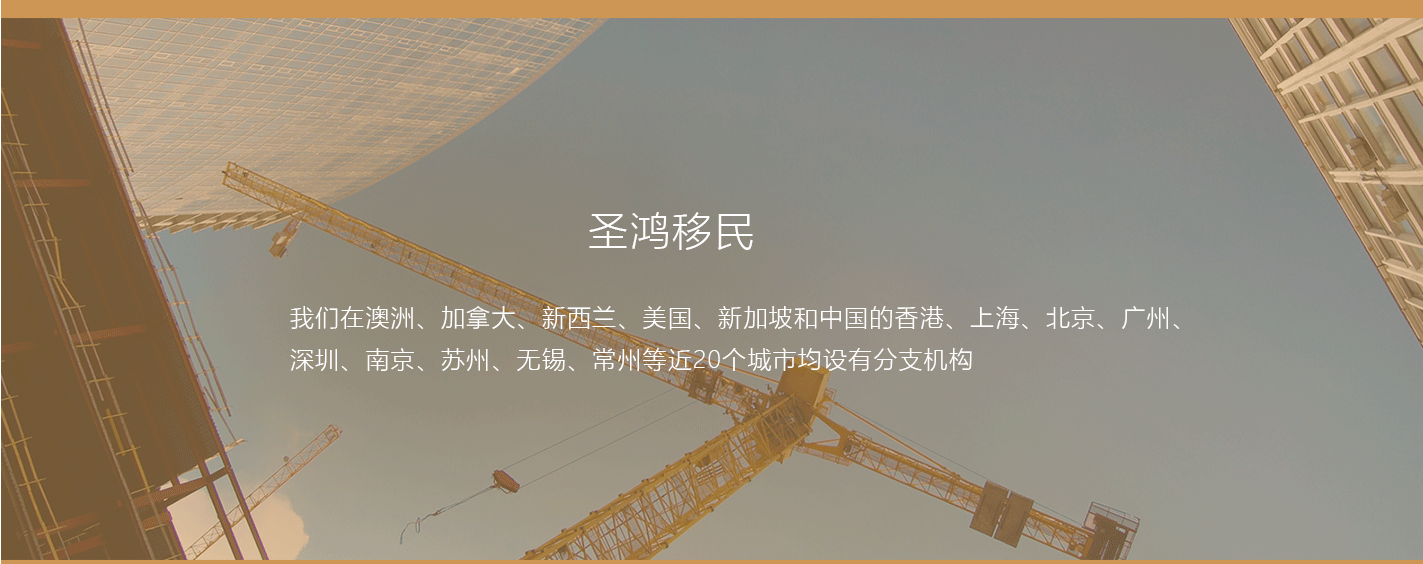 圣鸿移民
我们在澳洲、加拿大、新西兰、美国、新加坡和中国的香港、上海、北京、广州、
深圳、南京、苏州、无锡、常州等近20个城市均设有分支机构